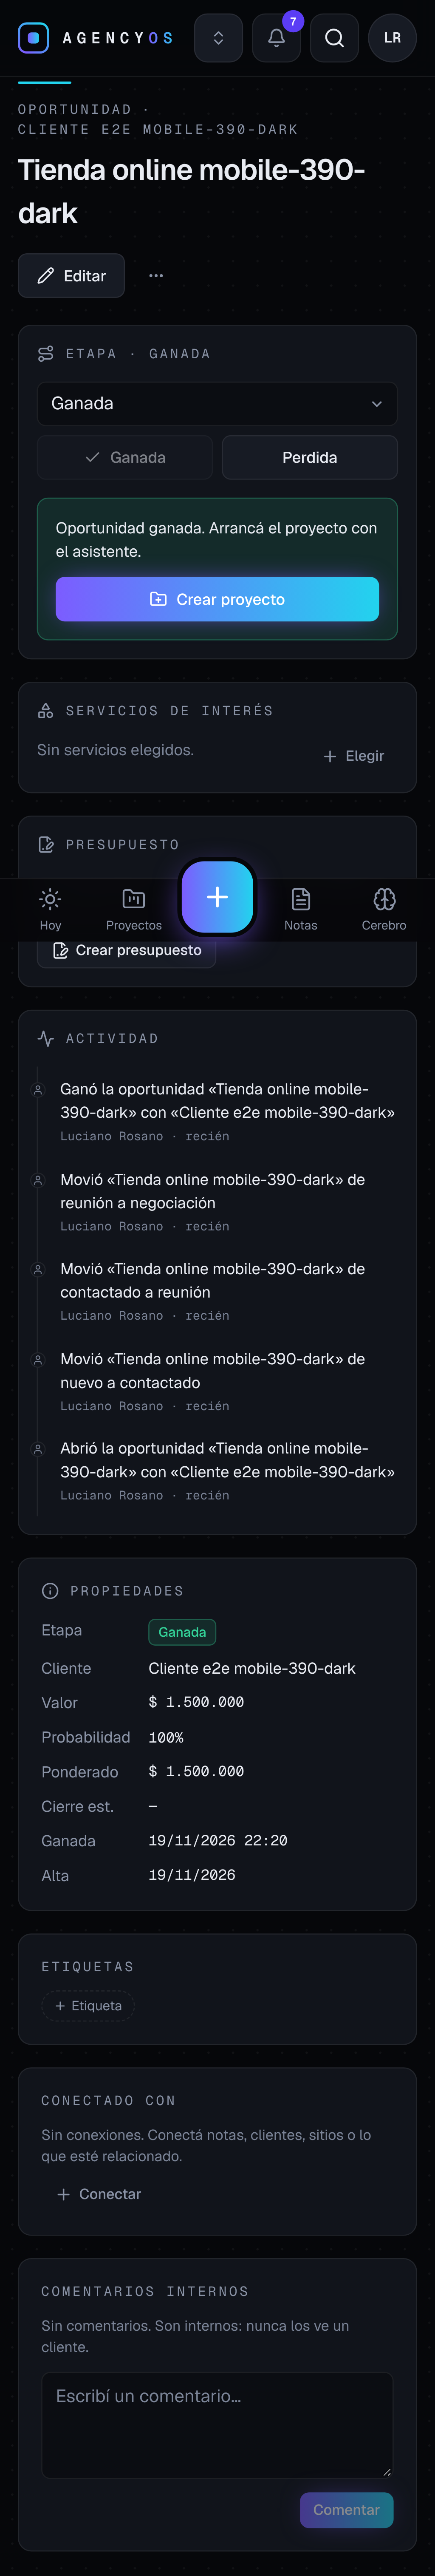 AGENCYOS
7
LR
OPORTUNIDAD ·
CLIENTE E2E MOBILE-390-DARK
Tienda online mobile-390-
dark
Editar
ETAPA · GANADA
Ganada
Ganada
Perdida
Oportunidad ganada. Arrancá el proyecto con
el asistente.
Crear proyecto
SERVICIOS DE INTERÉS
Sin servicios elegidos.
Elegir
PRESUPUESTO
Hoy
Proyectos
Notas
Cerebro
Crear presupuesto
ACTIVIDAD
Ganó la oportunidad «Tienda online mobile-
390-dark» con «Cliente e2e mobile-390-dark»
Luciano Rosano · recién
Movió «Tienda online mobile-390-dark» de
reunión a negociación
Luciano Rosano · recién
Movió «Tienda online mobile-390-dark» de
contactado a reunión
Luciano Rosano · recién
Movió «Tienda online mobile-390-dark» de
nuevo a contactado
Luciano Rosano · recién
Abrió la oportunidad «Tienda online mobile-
390-dark» con «Cliente e2e mobile-390-dark»
Luciano Rosano · recién
PROPIEDADES
Etapa Ganada
Cliente Cliente e2e mobile-390-dark
Valor $ 1.500.000
Probabilidad 100%
Ponderado $ 1.500.000
Cierre est. —
Ganada 19/11/2026 22:20
Alta 19/11/2026
ETIQUETAS
+ Etiqueta
CONECTADO CON
Sin conexiones. Conectá notas, clientes, sitios o lo
que esté relacionado.
+ Conectar
COMENTARIOS INTERNOS
Sin comentarios. Son internos: nunca los ve un
cliente.
Escribí un comentario…
Comentar